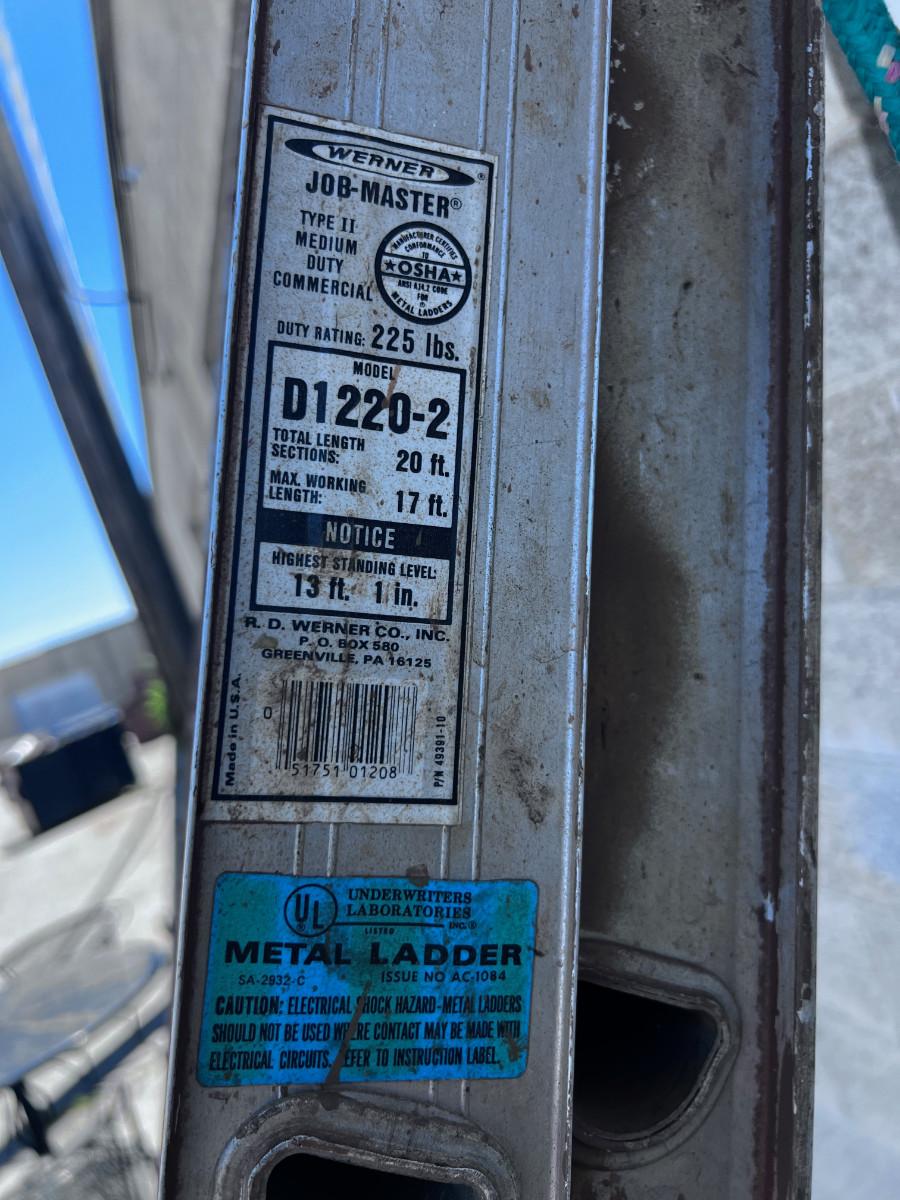 WERNER®
JOB-MASTER®
TYPE II
MEDIUM
DUTY
COMMERCIAL
MANUFACTURER CERTIFIES
CONFORMANCE
TO
★OSHA★
ANSI A14.2 CODE
FOR
METAL LADDERS
DUTY RATING: 225 lbs.
MODEL
D1220-2
TOTAL LENGTH
SECTIONS: 20 ft.
MAX. WORKING
LENGTH: 17 ft.
NOTICE
HIGHEST STANDING LEVEL:
13 ft. 1 in.
R. D. WERNER CO., INC.
P. O. BOX 580
GREENVILLE, PA 16125
Made in U.S.A.
0 51751 01208
P/N 49391-10
UL
UNDERWRITERS
LABORATORIES
INC.®
LISTED
METAL LADDER
SA-2932-C ISSUE NO AC-1084
CAUTION: ELECTRICAL SHOCK HAZARD-METAL LADDERS
SHOULD NOT BE USED WHERE CONTACT MAY BE MADE WITH
ELECTRICAL CIRCUITS. REFER TO INSTRUCTION LABEL.